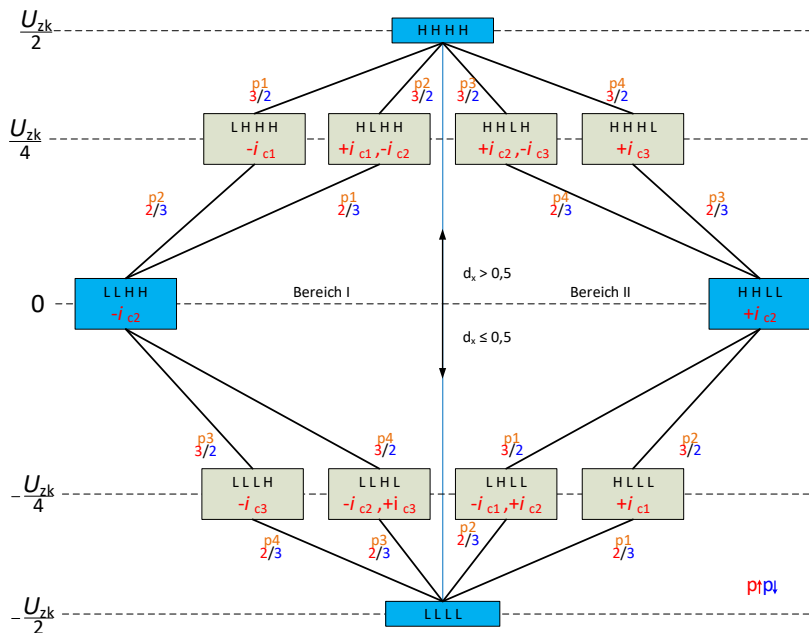 U_zk/2
H H H H
p1 3/2
p2 3/2
p3 3/2
p4 3/2
U_zk/4
L H H H
-i c1
H L H H
+i c1 ,-i c2
H H L H
+i c2 ,-i c3
H H H L
+i c3
p2 2/3
p1 2/3
p4 2/3
p3 2/3
0
L L H H
-i c2
Bereich I
d_x > 0,5
d_x ≤ 0,5
Bereich II
H H L L
+i c2
p3 3/2
p4 3/2
p1 3/2
p2 3/2
-U_zk/4
L L L H
-i c3
L L H L
-i c2 ,+i c3
L H L L
-i c1 ,+i c2
H L L L
+i c1
p4 2/3
p3 2/3
p2 2/3
p1 2/3
p↑p↓
-U_zk/2
L L L L